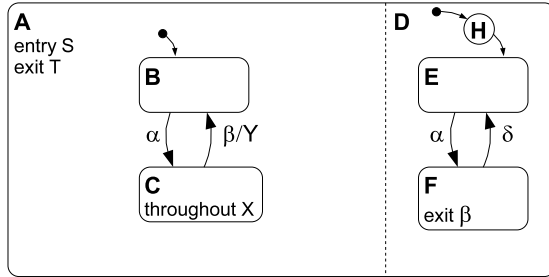 A
entry S
exit T
B
α
β/Y
C
throughout X
D
H
E
α
δ
F
exit β